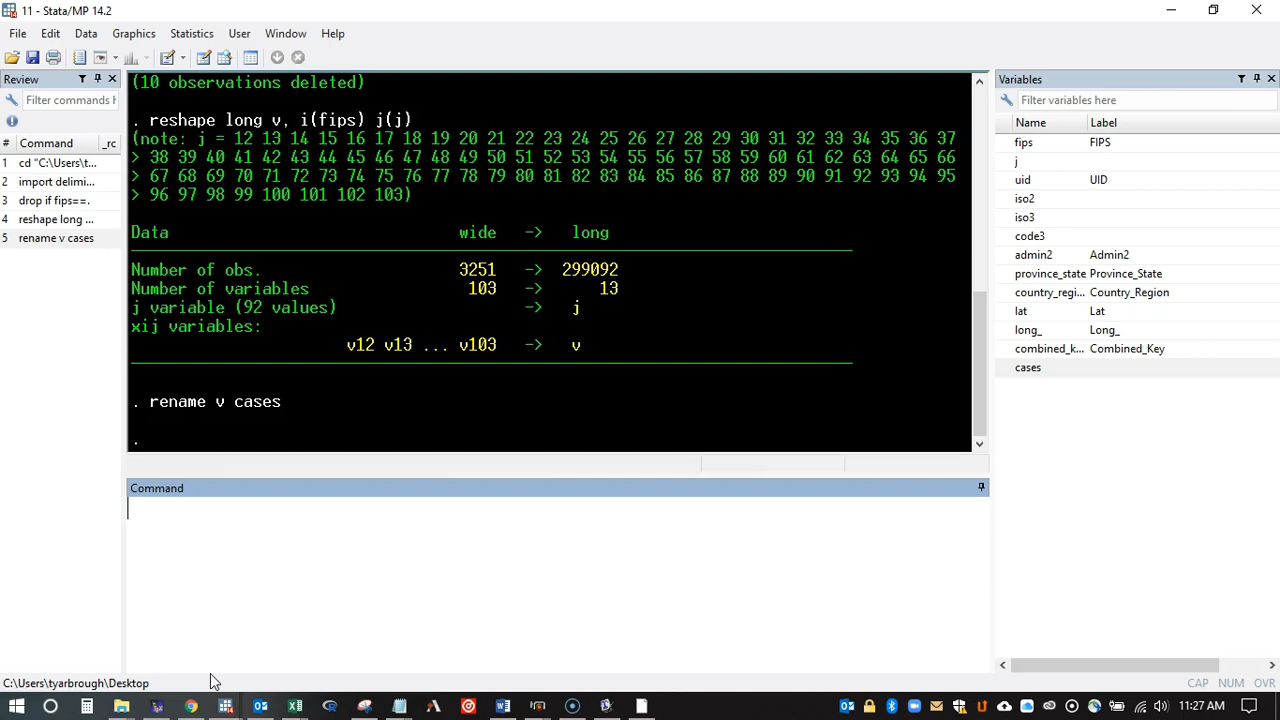 11 - Stata/MP 14.2
File Edit Data Graphics Statistics User Window Help
Review
Filter commands h
# Command _rc
1 cd "C:\Users\t...
2 import delimi...
3 drop if fips==.
4 reshape long ...
5 rename v cases
(10 observations deleted)
. reshape long v, i(fips) j(j)
(note: j = 12 13 14 15 16 17 18 19 20 21 22 23 24 25 26 27 28 29 30 31 32 33 34 35 36 37
> 38 39 40 41 42 43 44 45 46 47 48 49 50 51 52 53 54 55 56 57 58 59 60 61 62 63 64 65 66
> 67 68 69 70 71 72 73 74 75 76 77 78 79 80 81 82 83 84 85 86 87 88 89 90 91 92 93 94 95
> 96 97 98 99 100 101 102 103)
Data wide -> long
Number of obs. 3251 -> 299092
Number of variables 103 -> 13
j variable (92 values) -> j
xij variables:
v12 v13 ... v103 -> v
. rename v cases
.
Command
Variables
Filter variables here
Name Label
fips FIPS
j
uid UID
iso2
iso3
code3
admin2 Admin2
province_state Province_State
country_regi... Country_Region
lat Lat
long_ Long_
combined_k... Combined_Key
cases
C:\Users\tyarbrough\Desktop
CAP NUM OVR
11:27 AM